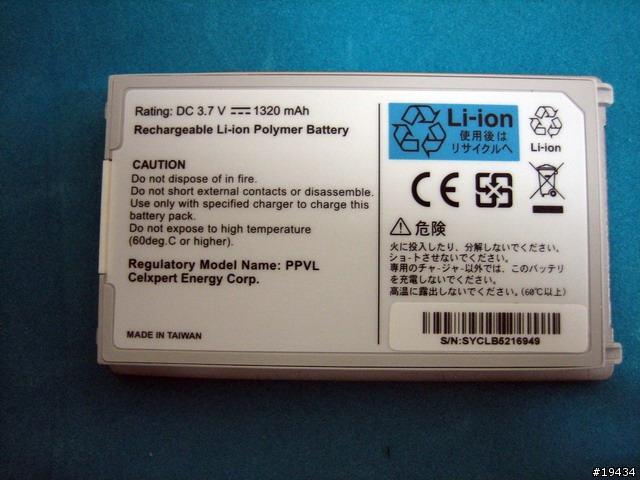 Rating: DC 3.7 V 1320 mAh
Rechargeable Li-ion Polymer Battery
CAUTION
Do not dispose of in fire.
Do not short external contacts or disassemble.
Use only with specified charger to charge this
battery pack.
Do not expose to high temperature
(60deg.C or higher).
Regulatory Model Name: PPVL
Celxpert Energy Corp.
MADE IN TAIWAN
Li-ion
使用後は
リサイクルへ
Li-ion
CE
危険
火に投入したり、分解しないでください。
ショートさせないでください。
専用のチャージャー以外では、このバッテリ
を充電しないでください。
高温に露出しないでください。(60℃以上)
S/N:SYCLB5216949
#19434